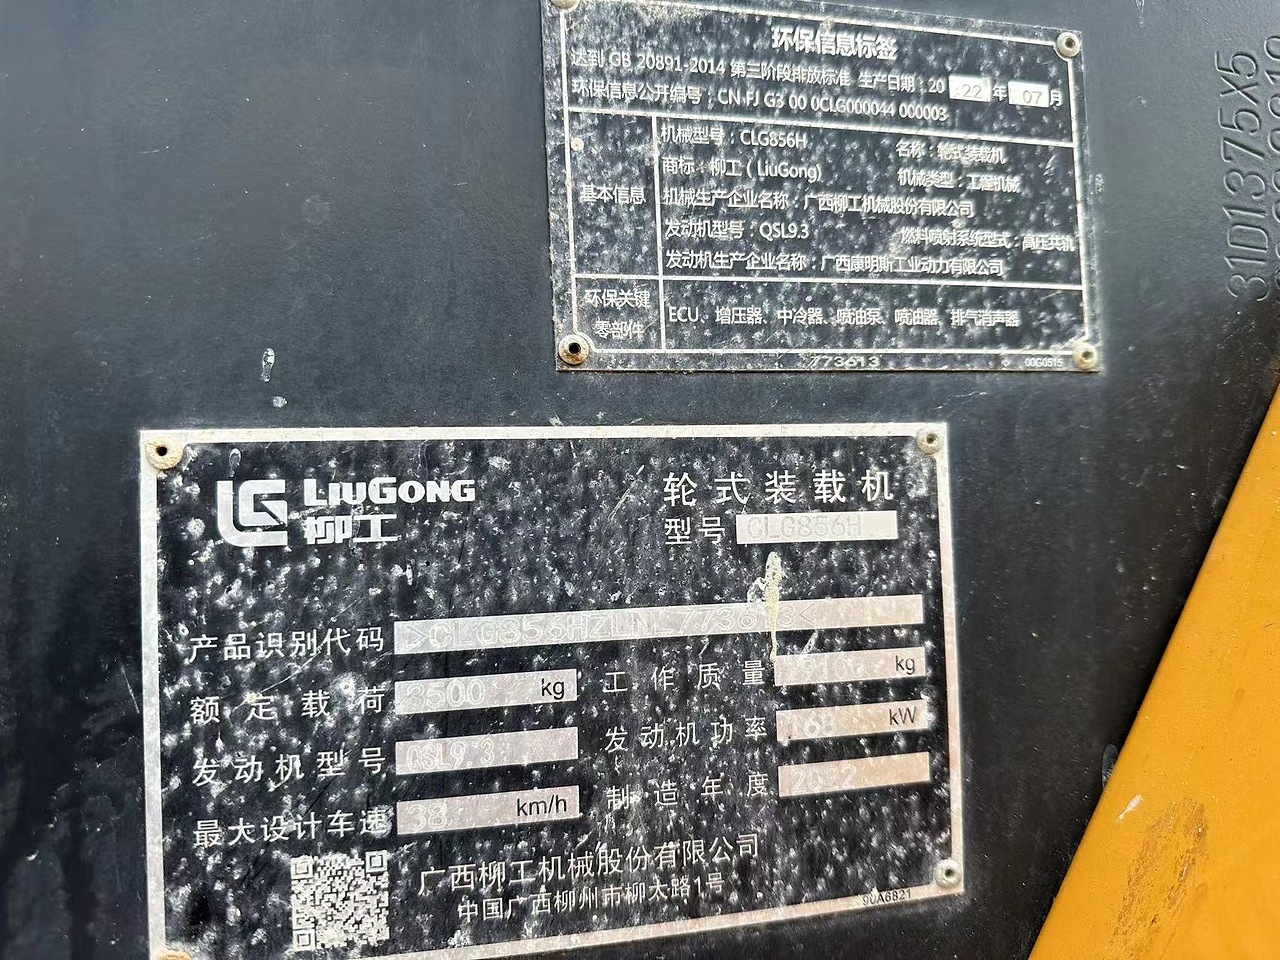 环保信息标签
达到 GB 20891-2014 第三阶段排放标准 生产日期：20 22 年 07 月
环保信息公开编号：CN FJ G3 00 0CLG000044 000003
基本信息
机械型号：CLG856H 名称：轮式装载机
商标：柳工（LiuGong） 机械类型：工程机械
机械生产企业名称：广西柳工机械股份有限公司
发动机型号：QSL9.3 燃料喷射系统型式：高压共轨
发动机生产企业名称：广西康明斯工业动力有限公司
环保关键
零部件
ECU、增压器、中冷器、喷油泵、喷油器、排气消声器
773613 00G0515
31D1375X5
LIUGONG
柳工
轮式装载机
型号 CLG856H
产品识别代码 >CLG856HZLNL773613<
额定载荷 3500 kg 工作质量 kg
发动机型号 QSL9.3 发动机功率 168 kW
最大设计车速 38 km/h 制造年度 2022
广西柳工机械股份有限公司
中国广西柳州市柳太路1号
90A6821